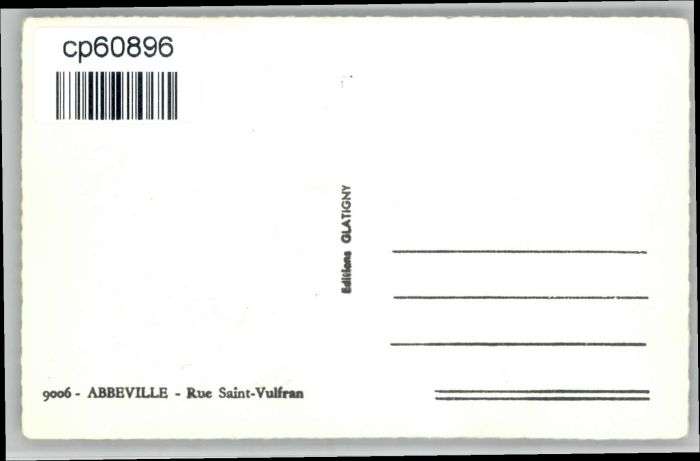 cp60896
Editions GLATIGNY
9006 - ABBEVILLE - Rue Saint-Vulfran